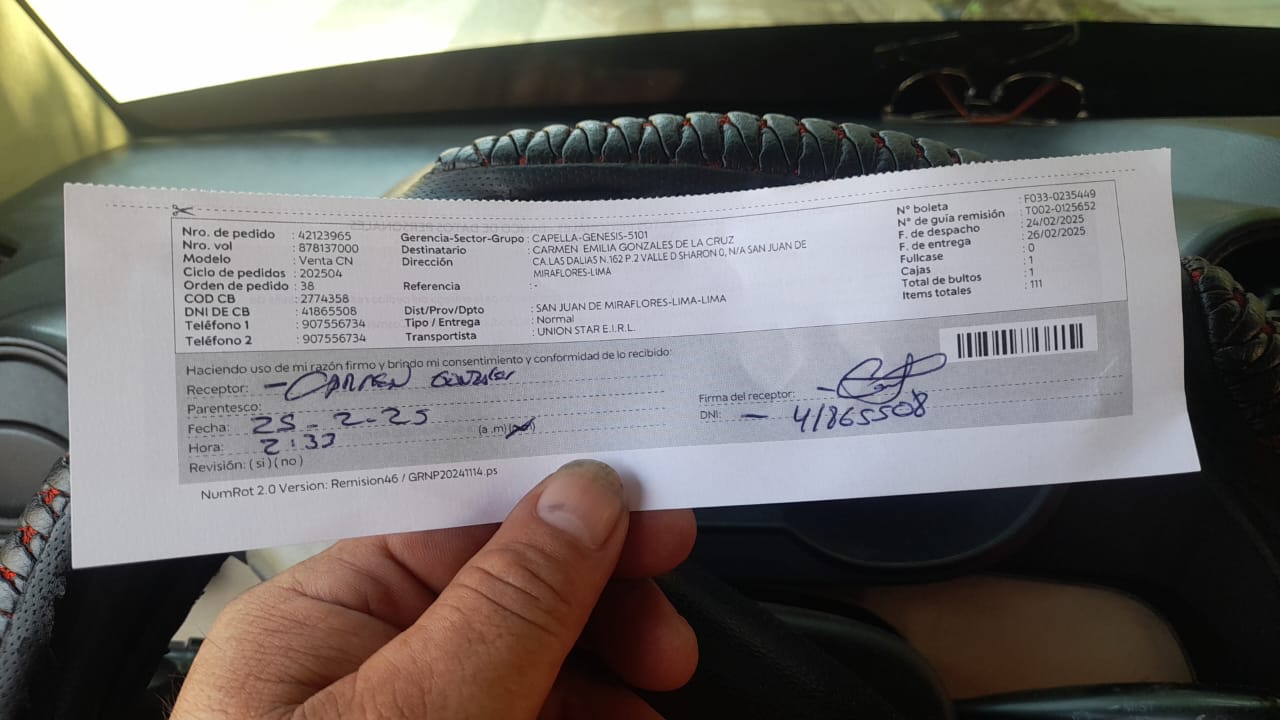 Nro. de pedido : 42123965
Nro. vol : 878137000
Modelo : Venta CN
Ciclo de pedidos : 202504
Orden de pedido : 38
COD CB : 2774358
DNI DE CB : 41865508
Teléfono 1 : 907556734
Teléfono 2 : 907556734
Gerencia-Sector-Grupo : CAPELLA-GENESIS-5101
Destinatario : CARMEN EMILIA GONZALES DE LA CRUZ
Dirección : CA.LAS DALIAS N.162 P.2 VALLE D SHARON 0, N/A SAN JUAN DE
MIRAFLORES-LIMA
Referencia : -
Dist/Prov/Dpto : SAN JUAN DE MIRAFLORES-LIMA-LIMA
Tipo / Entrega : Normal
Transportista : UNION STAR E.I.R.L.
N° boleta : F033-0235449
N° de guía remisión : T002-0125652
F. de despacho : 24/02/2025
F. de entrega : 26/02/2025
Fullcase : 0
Cajas : 1
Total de bultos : 1
Items totales : 111
Haciendo uso de mi razón firmo y brindo mi consentimiento y conformidad de lo recibido:
Receptor: - CARMEN Gonzales
Parentesco:
Fecha: 25 - 2 - 25
Hora: 2:33 (a .m)
Revisión: ( si ) ( no )
Firma del receptor: -
DNI: - 41865508
NumRot 2.0 Version: Remision46 / GRNP20241114.ps